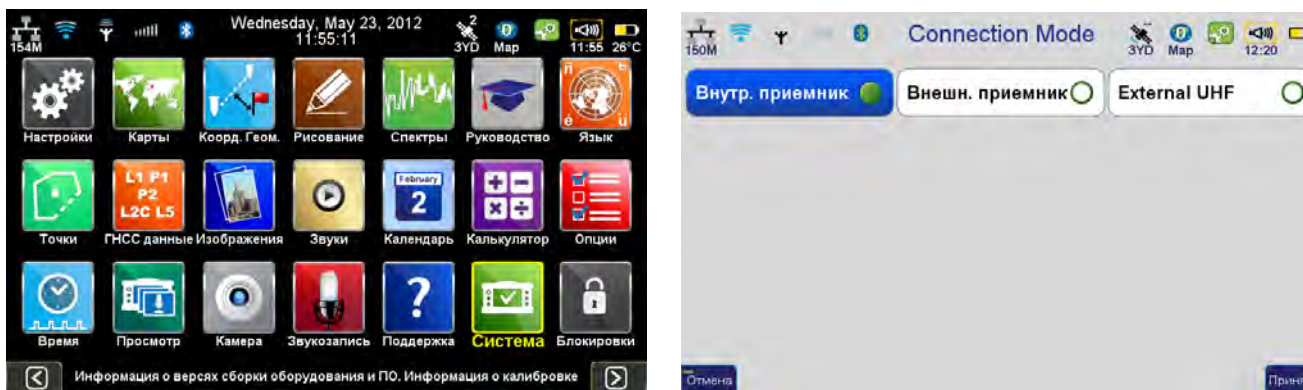 Wednesday, May 23, 2012
11:55:11
154M
2
3YD
Map
11:55 26°C
Настройки Карты Коорд. Геом. Рисование Спектры Руководство Язык
L1 P1
P2
L2C L5
February
2
Точки ГНСС данные Изображения Звуки Календарь Калькулятор Опции
?
Время Просмотр Камера Звукозапись Поддержка Система Блокировки
Информация о версях сборки оборудования и ПО. Информация о калибровке
Connection Mode
150M
3YD
Map
12:20
Внутр. приемник Внешн. приемник External UHF
Отмена